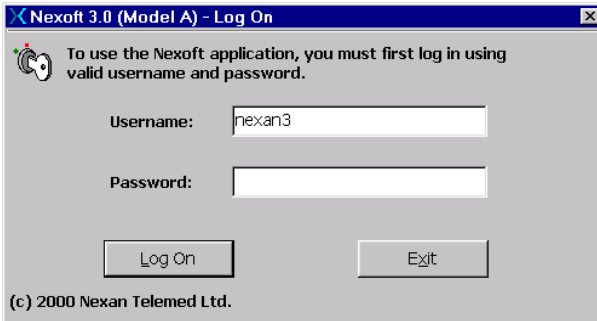 Nexoft 3.0 (Model A) - Log On
To use the Nexoft application, you must first log in using
valid username and password.
Username: nexan3
Password:
Log On Exit
(c) 2000 Nexan Telemed Ltd.